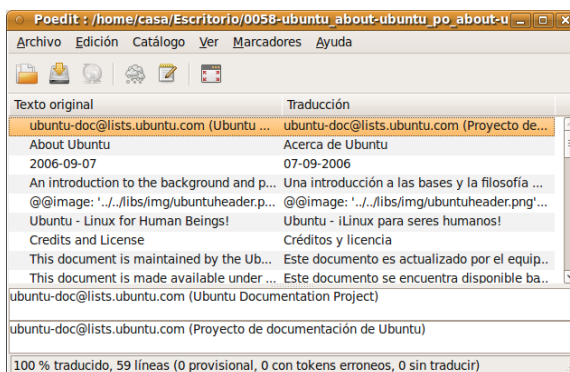 Poedit : /home/casa/Escritorio/0058-ubuntu_about-ubuntu_po_about-u
Archivo Edición Catálogo Ver Marcadores Ayuda
Texto original Traducción
ubuntu-doc@lists.ubuntu.com (Ubuntu ... ubuntu-doc@lists.ubuntu.com (Proyecto de...
About Ubuntu Acerca de Ubuntu
2006-09-07 07-09-2006
An introduction to the background and p... Una introducción a las bases y la filosofía ...
@@image: '../../libs/img/ubuntuheader.p... @@image: '../../libs/img/ubuntuheader.png'...
Ubuntu - Linux for Human Beings! Ubuntu - ¡Linux para seres humanos!
Credits and License Créditos y licencia
This document is maintained by the Ub... Este documento es actualizado por el equip...
This document is made available under ... Este documento se encuentra disponible ba...
ubuntu-doc@lists.ubuntu.com (Ubuntu Documentation Project)
ubuntu-doc@lists.ubuntu.com (Proyecto de documentación de Ubuntu)
100 % traducido, 59 líneas (0 provisional, 0 con tokens erroneos, 0 sin traducir)